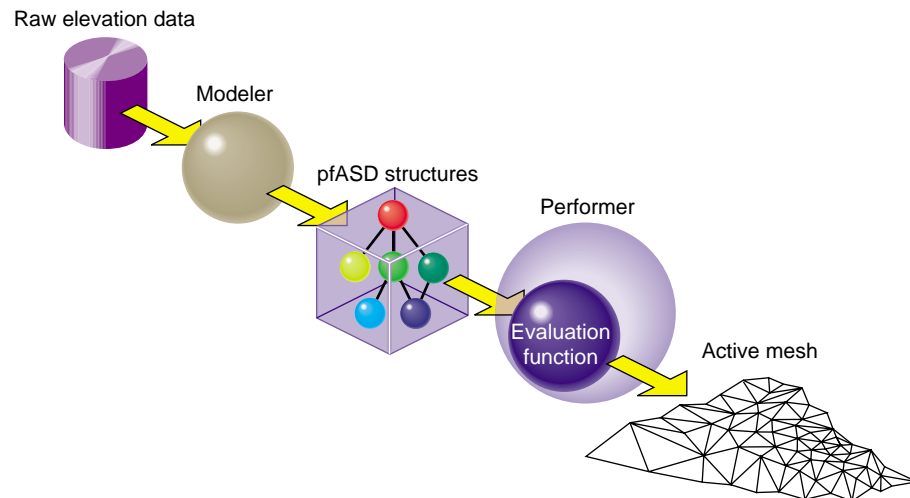 Raw elevation data
Modeler
pfASD structures
Performer
Evaluation
function
Active mesh